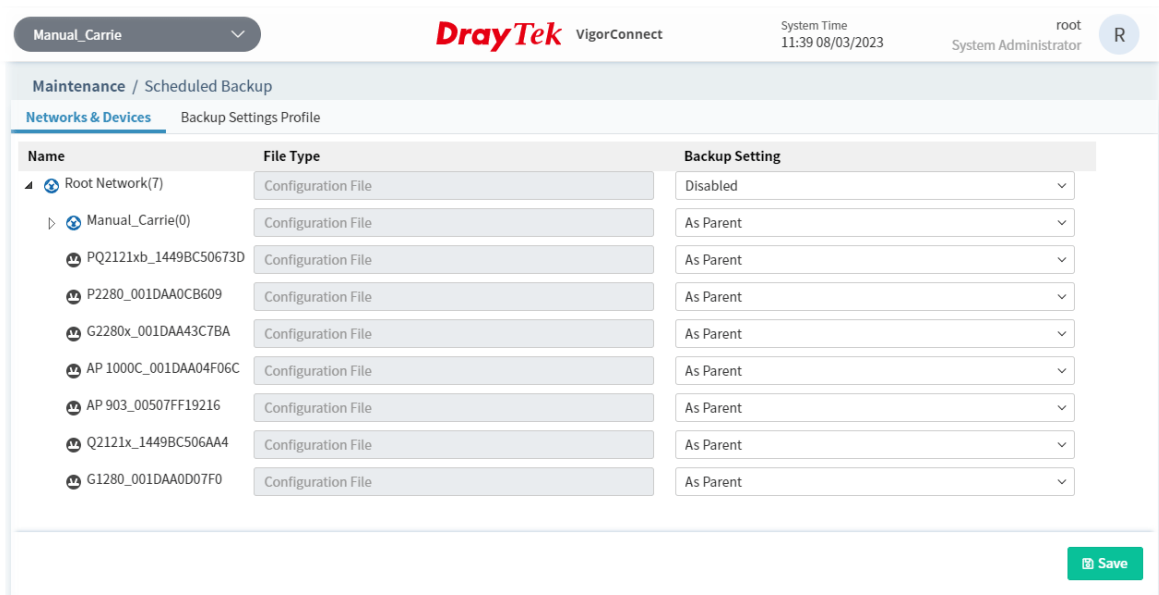 Manual_Carrie
DrayTek VigorConnect
System Time
11:39 08/03/2023
root
System Administrator
R
Maintenance / Scheduled Backup
Networks & Devices Backup Settings Profile
Name File Type Backup Setting
Root Network(7) Configuration File Disabled
Manual_Carrie(0) Configuration File As Parent
PQ2121xb_1449BC50673D Configuration File As Parent
P2280_001DAA0CB609 Configuration File As Parent
G2280x_001DAA43C7BA Configuration File As Parent
AP 1000C_001DAA04F06C Configuration File As Parent
AP 903_00507FF19216 Configuration File As Parent
Q2121x_1449BC506AA4 Configuration File As Parent
G1280_001DAA0D07F0 Configuration File As Parent
Save